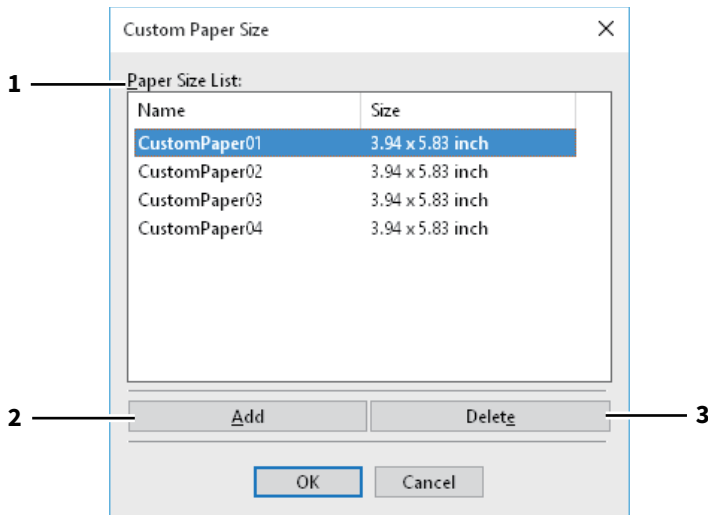 Custom Paper Size
1 Paper Size List:
Name Size
CustomPaper01 3.94 x 5.83 inch
CustomPaper02 3.94 x 5.83 inch
CustomPaper03 3.94 x 5.83 inch
CustomPaper04 3.94 x 5.83 inch
2 Add Delete 3
OK Cancel